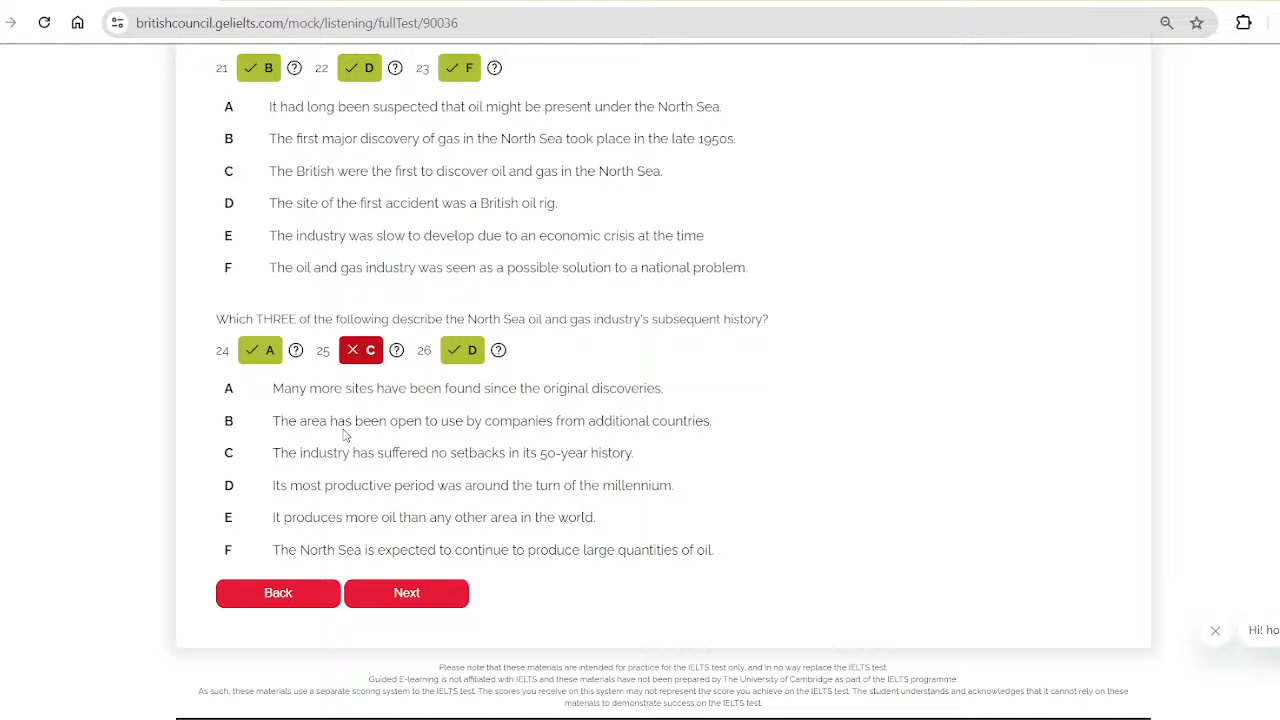 britishcouncil.gelielts.com/mock/listening/fullTest/90036
21 B ? 22 D ? 23 F ?
A It had long been suspected that oil might be present under the North Sea.
B The first major discovery of gas in the North Sea took place in the late 1950s.
C The British were the first to discover oil and gas in the North Sea.
D The site of the first accident was a British oil rig.
E The industry was slow to develop due to an economic crisis at the time
F The oil and gas industry was seen as a possible solution to a national problem.
Which THREE of the following describe the North Sea oil and gas industry's subsequent history?
24 A ? 25 C ? 26 D ?
A Many more sites have been found since the original discoveries.
B The area has been open to use by companies from additional countries.
C The industry has suffered no setbacks in its 50-year history.
D Its most productive period was around the turn of the millennium.
E It produces more oil than any other area in the world.
F The North Sea is expected to continue to produce large quantities of oil.
Back Next
Hi! ho
Please note that these materials are intended for practice for the IELTS test only, and in no way replace the IELTS test.
Guided E-learning is not affiliated with IELTS and these materials have not been prepared by The University of Cambridge as part of the IELTS programme.
As such, these materials use a separate scoring system to the IELTS test. The scores you receive on this system may not represent the score you achieve on the IELTS test. The student understands and acknowledges that it cannot rely on these
materials to demonstrate success on the IELTS test.